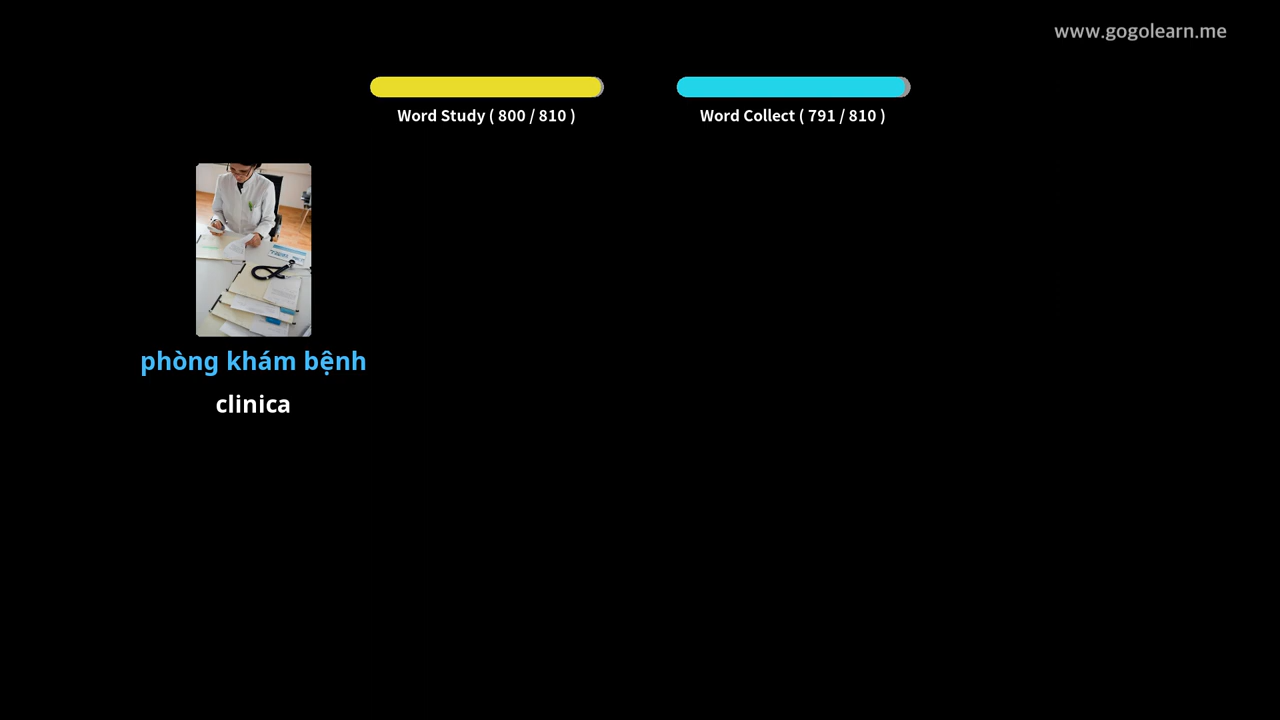 www.gogolearn.me
Word Study ( 800 / 810 )
Word Collect ( 791 / 810 )
phòng khám bệnh
clinica